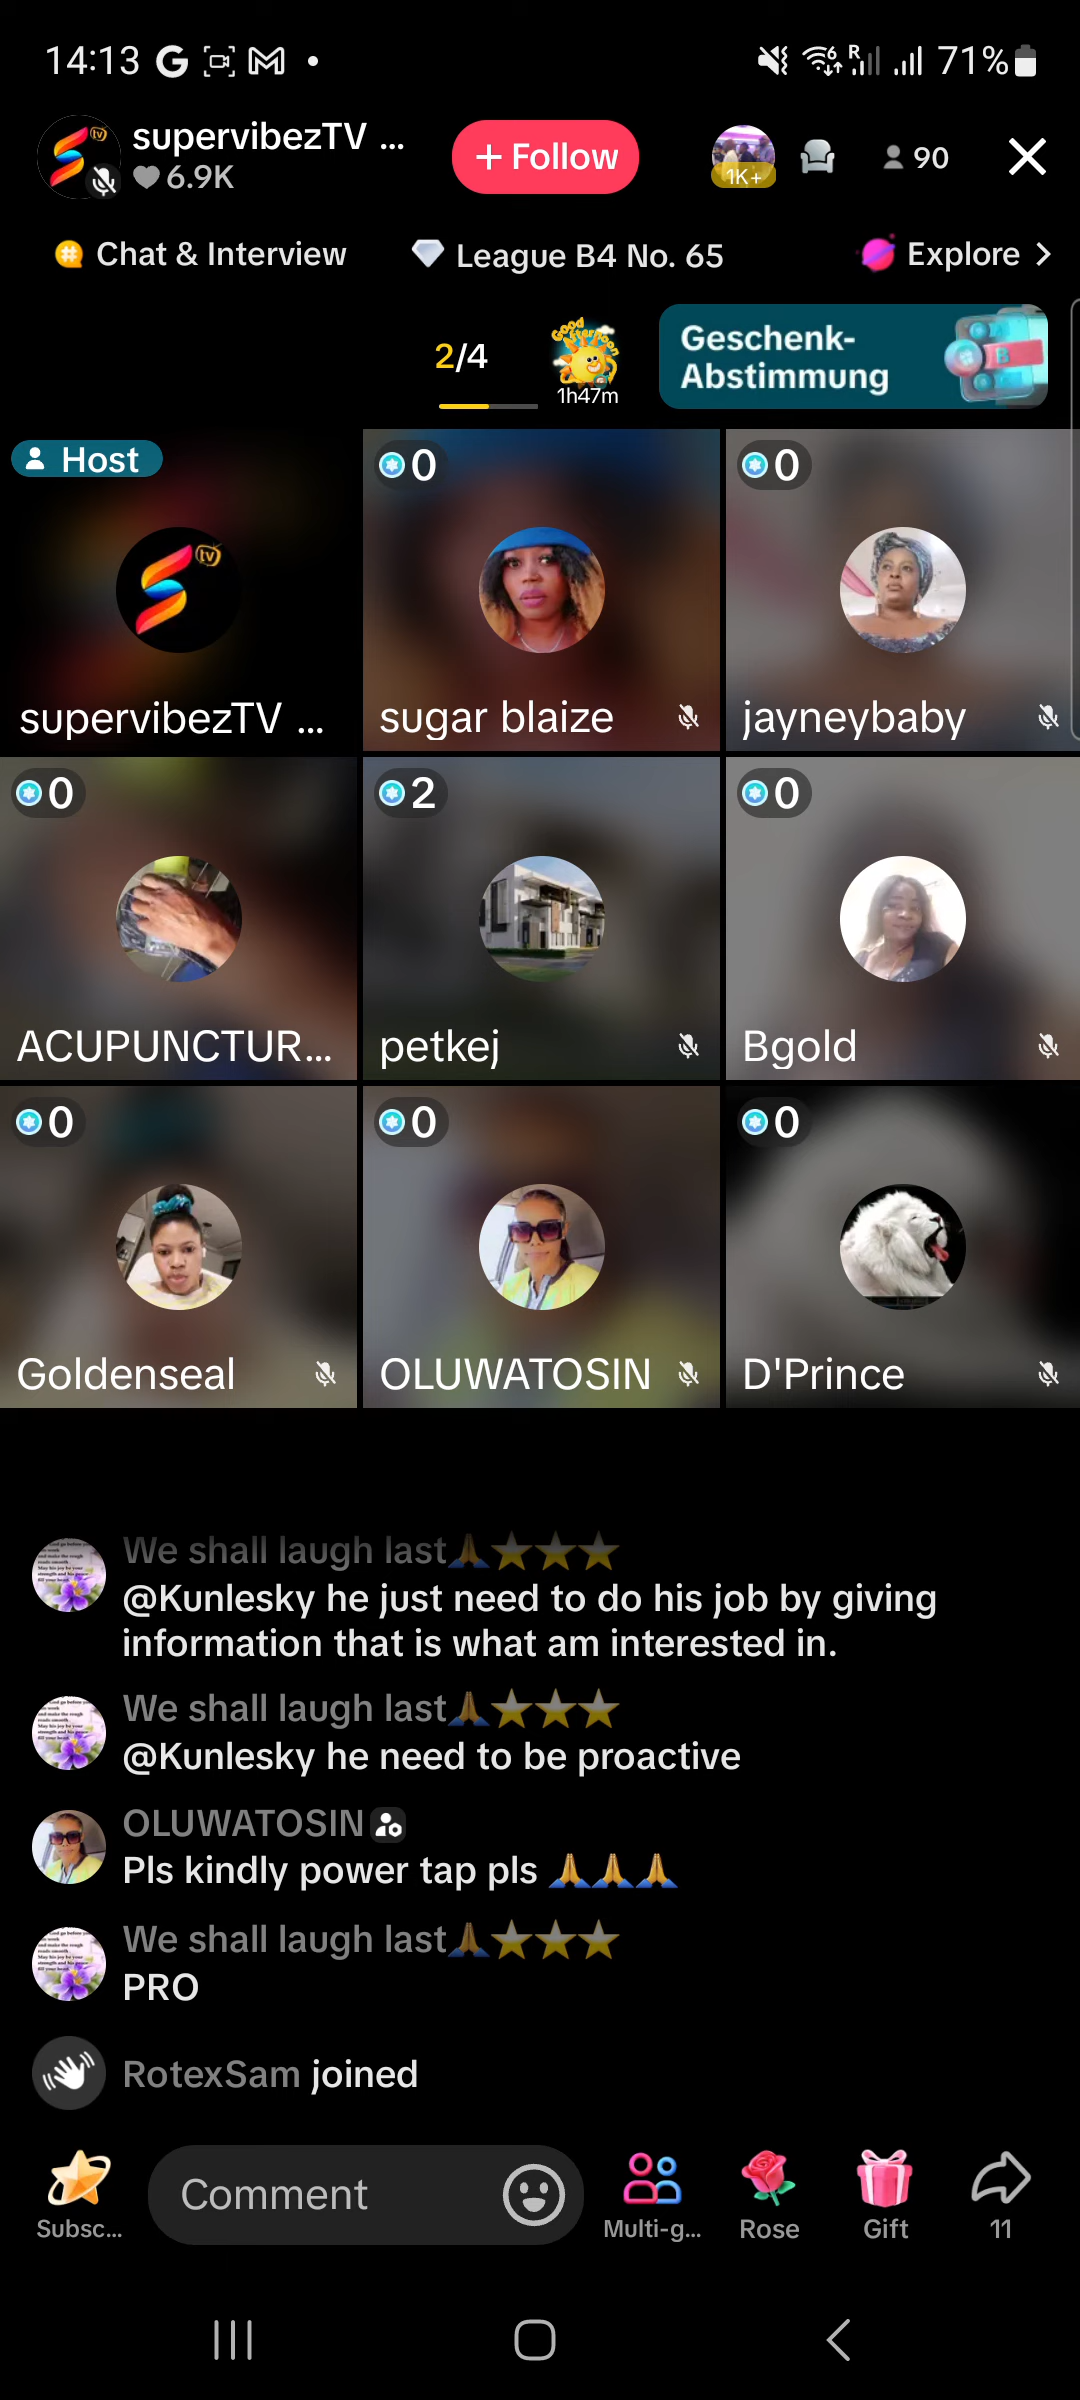 14:13
R
6
71%
supervibezTV ...
6.9K
+ Follow
1K+
90
Chat & Interview
League B4 No. 65
Explore >
2/4
Good
Afternoon
1h47m
Geschenk-
Abstimmung
Host
0
0
tv
supervibezTV ...
sugar blaize
jayneybaby
0
2
0
ACUPUNCTUR...
petkej
Bgold
0
0
0
Goldenseal
OLUWATOSIN
D'Prince
We shall laugh last🙏⭐⭐⭐
@Kunlesky he just need to do his job by giving
information that is what am interested in.
We shall laugh last🙏⭐⭐⭐
@Kunlesky he need to be proactive
OLUWATOSIN
Pls kindly power tap pls 🙏🙏🙏
We shall laugh last🙏⭐⭐⭐
PRO
RotexSam joined
Comment
Subsc...
Multi-g...
Rose
Gift
11